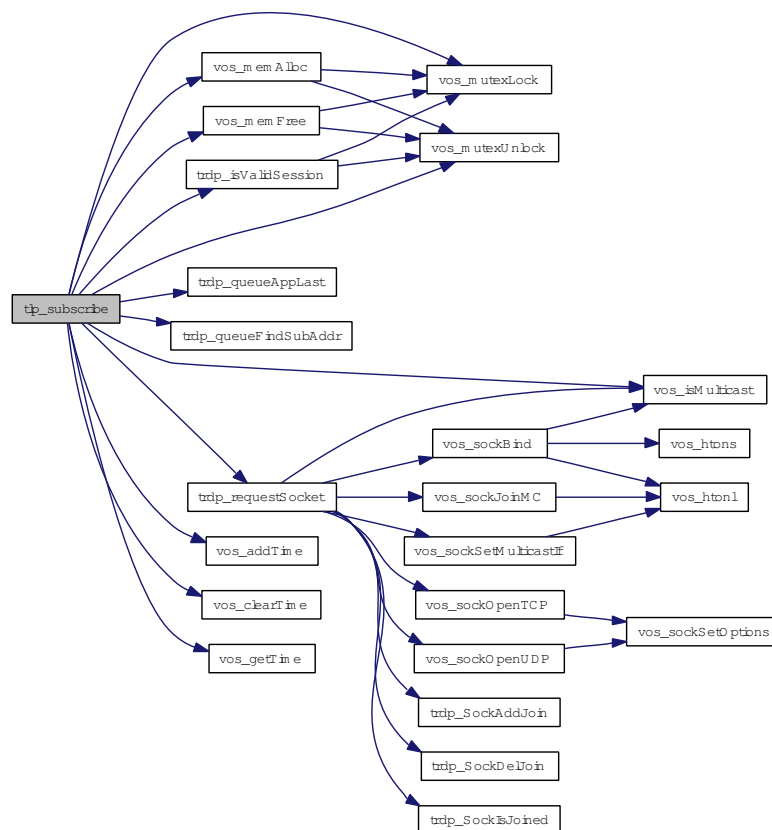 vos_memAlloc
vos_mutexLock
vos_memFree
vos_mutexUnlock
trdp_isValidSession
trdp_queueAppLast
tlp_subscribe
trdp_queueFindSubAddr
vos_isMulticast
vos_sockBind
vos_htons
trdp_requestSocket
vos_sockJoinMC
vos_htonl
vos_addTime
vos_sockSetMulticastIf
vos_clearTime
vos_sockOpenTCP
vos_sockSetOptions
vos_getTime
vos_sockOpenUDP
trdp_SockAddJoin
trdp_SockDelJoin
trdp_SockIsJoined